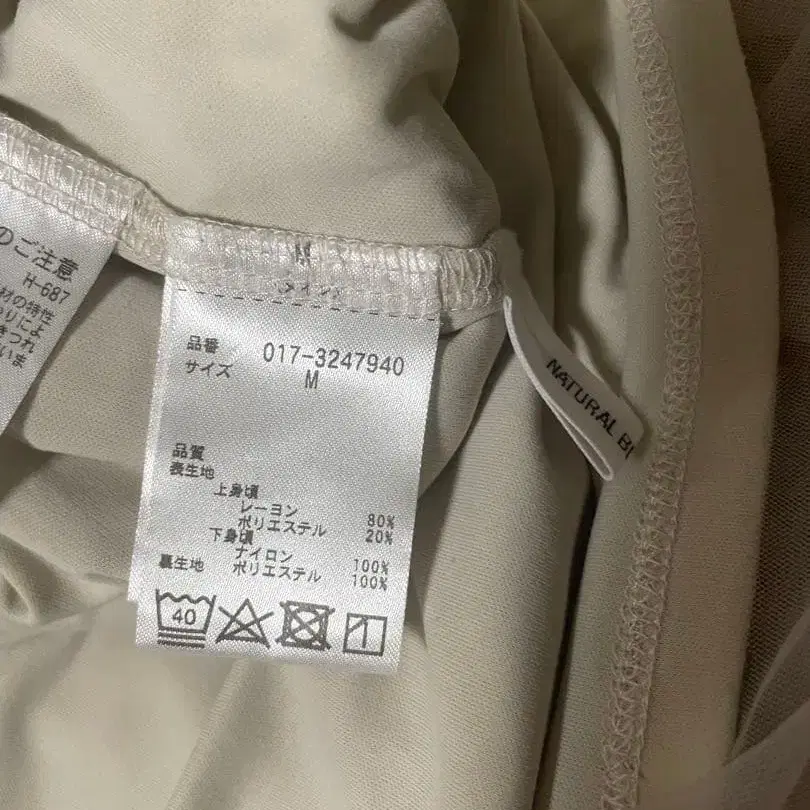 のご注意
H-687
材の特性
りによ
きつれ
いま
M
品番 017-3247940
サイズ M
品質
表生地
上身頃
レーヨン 80%
ポリエステル 20%
下身頃
ナイロン 100%
裏生地 ポリエステル 100%
40
NATURAL B